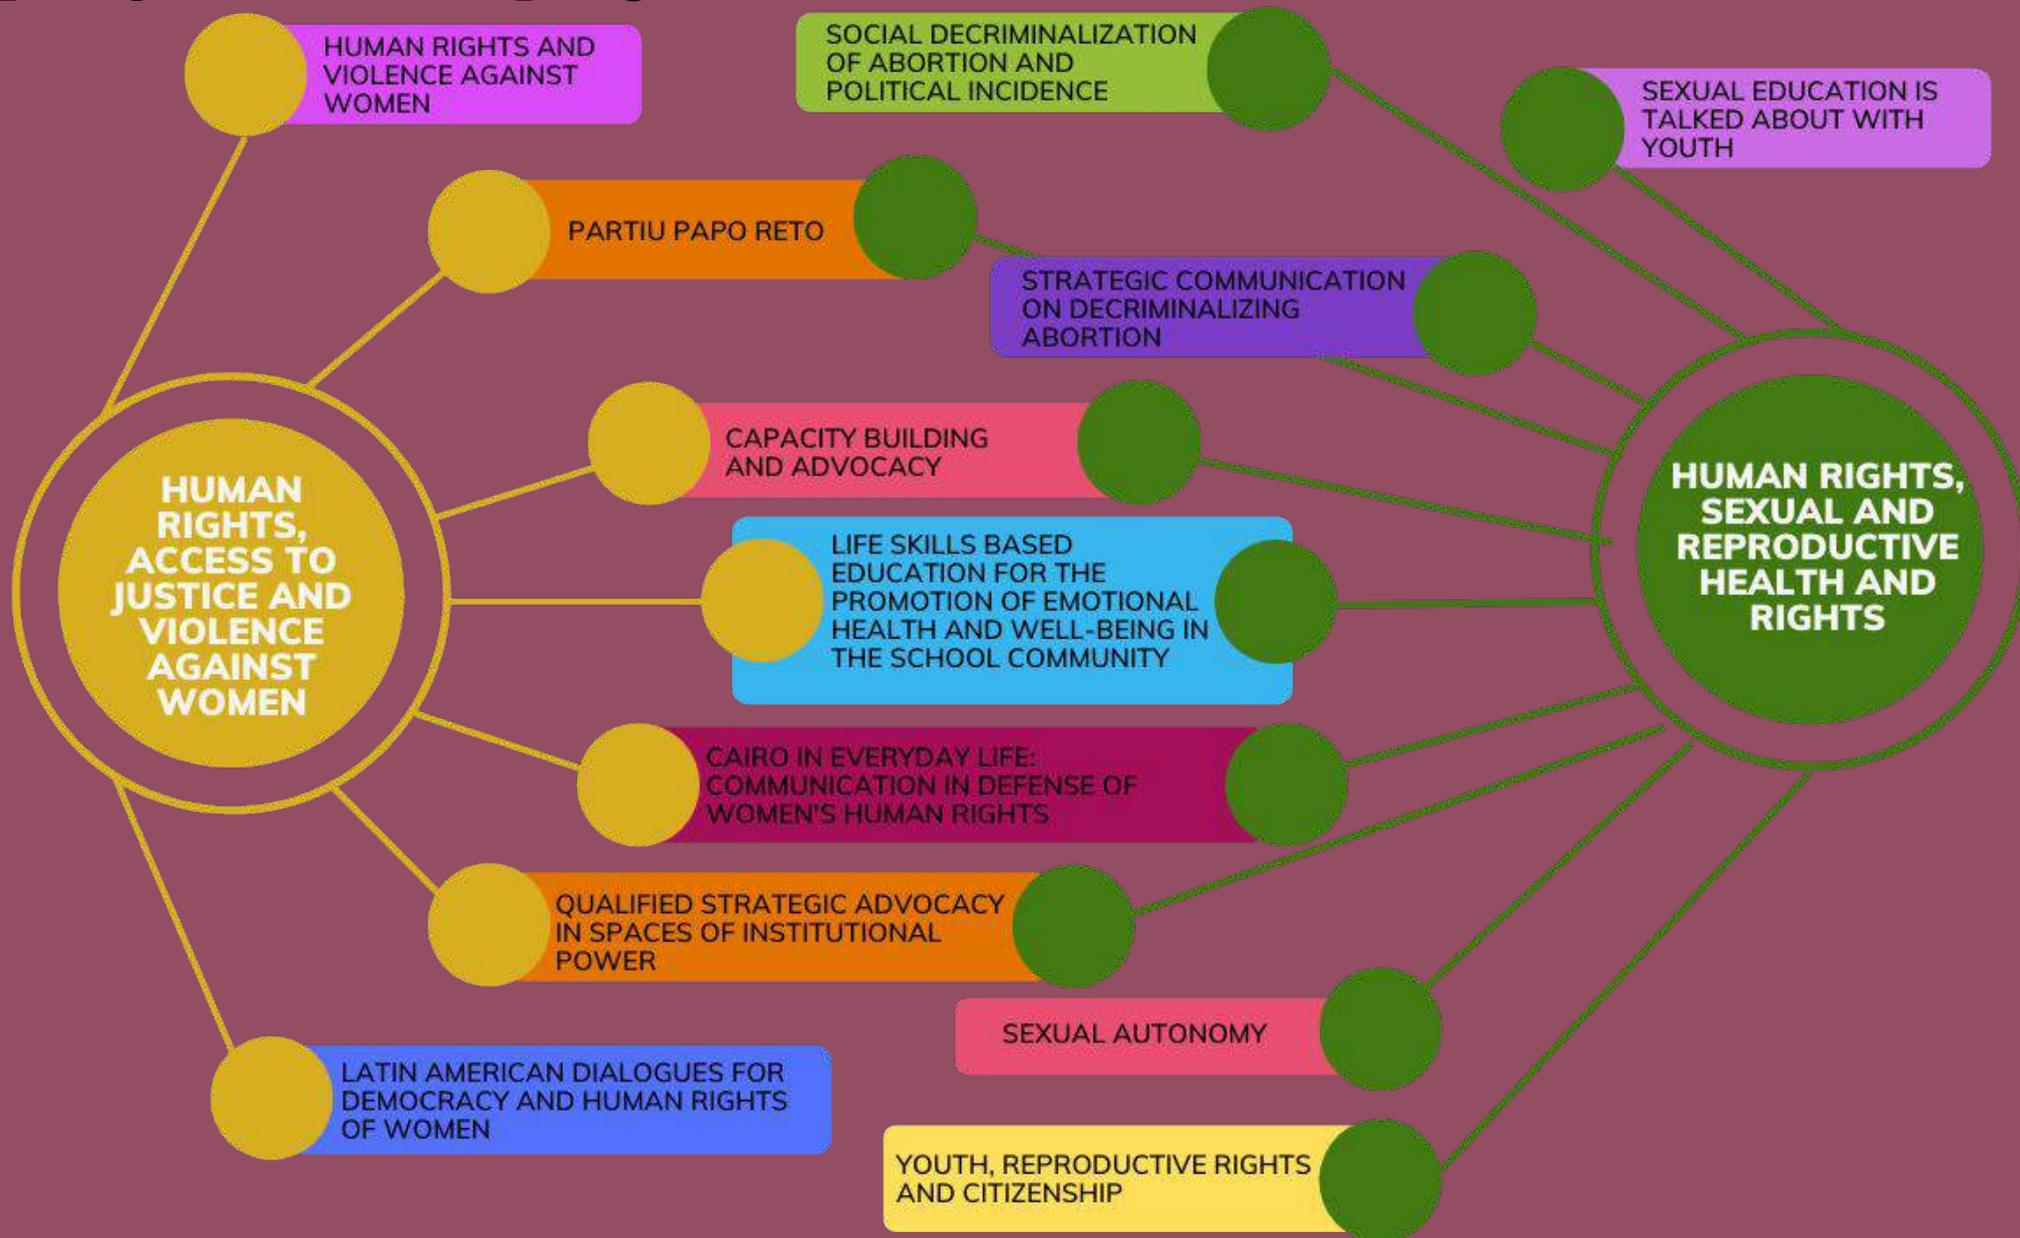 HUMAN RIGHTS AND
VIOLENCE AGAINST
WOMEN
SOCIAL DECRIMINALIZATION
OF ABORTION AND
POLITICAL INCIDENCE
SEXUAL EDUCATION IS
TALKED ABOUT WITH
YOUTH
PARTIU PAPO RETO
STRATEGIC COMMUNICATION
ON DECRIMINALIZING
ABORTION
CAPACITY BUILDING
AND ADVOCACY
HUMAN
RIGHTS,
ACCESS TO
JUSTICE AND
VIOLENCE
AGAINST
WOMEN
LIFE SKILLS BASED
EDUCATION FOR THE
PROMOTION OF EMOTIONAL
HEALTH AND WELL-BEING IN
THE SCHOOL COMMUNITY
HUMAN RIGHTS,
SEXUAL AND
REPRODUCTIVE
HEALTH AND
RIGHTS
CAIRO IN EVERYDAY LIFE:
COMMUNICATION IN DEFENSE OF
WOMEN'S HUMAN RIGHTS
QUALIFIED STRATEGIC ADVOCACY
IN SPACES OF INSTITUTIONAL
POWER
SEXUAL AUTONOMY
LATIN AMERICAN DIALOGUES FOR
DEMOCRACY AND HUMAN RIGHTS
OF WOMEN
YOUTH, REPRODUCTIVE RIGHTS
AND CITIZENSHIP